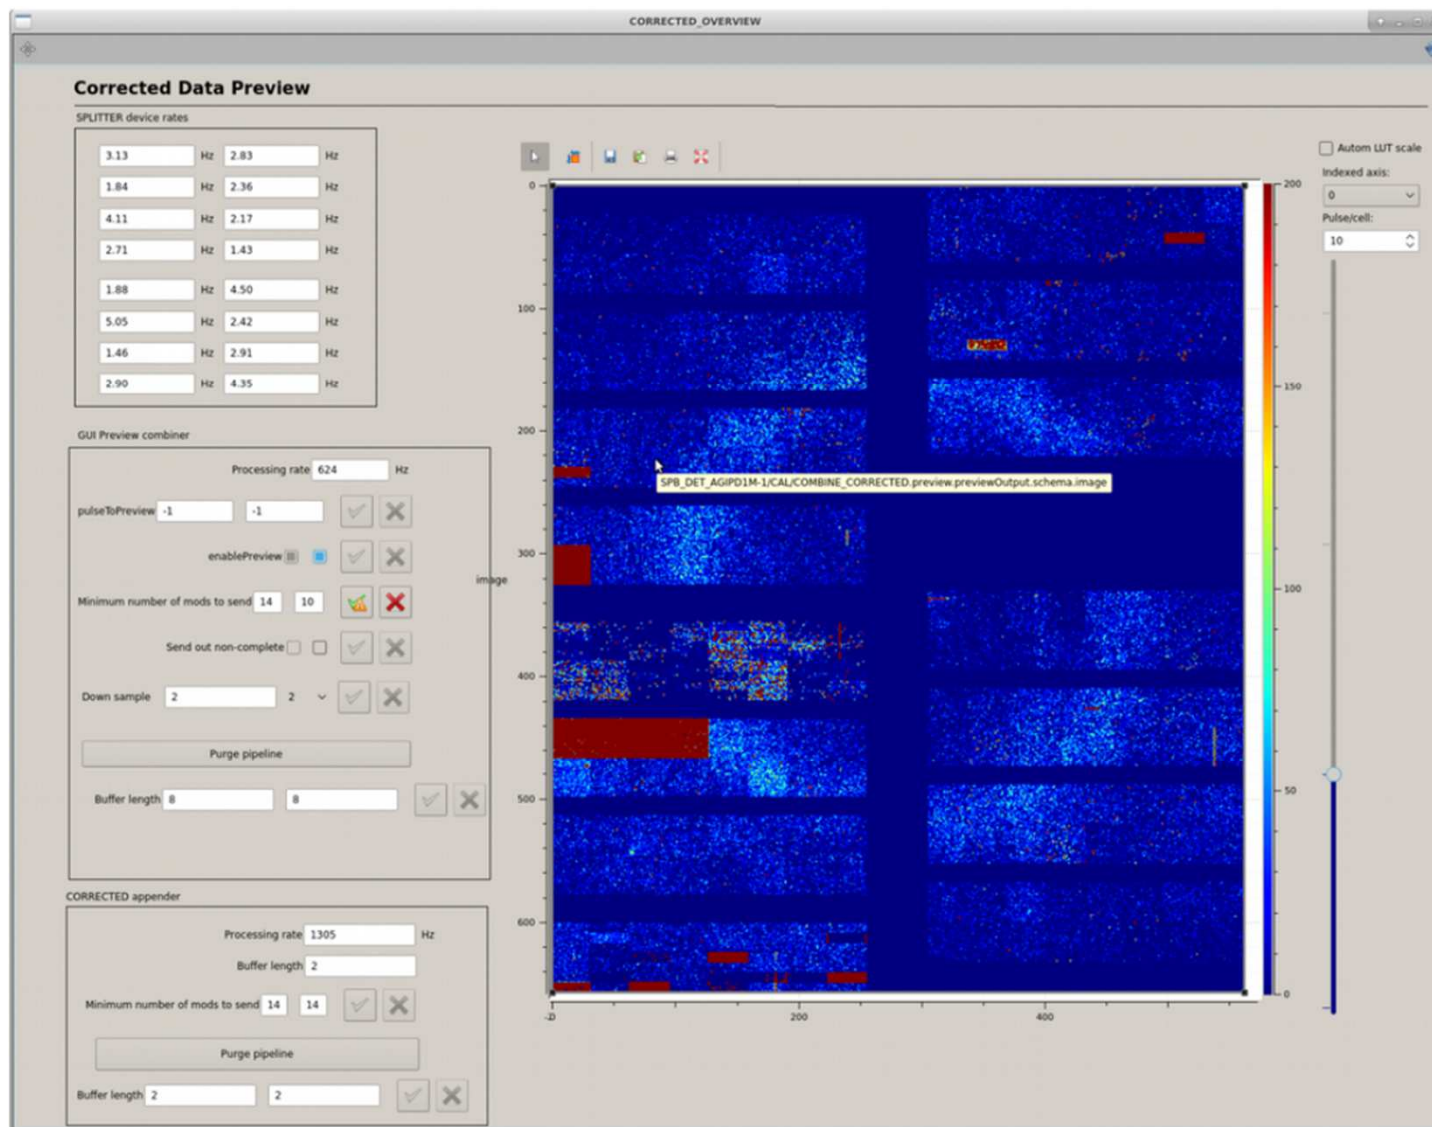 CORRECTED_OVERVIEW
Corrected Data Preview
SPLITTER device rates
3.13 Hz 2.83 Hz
1.84 Hz 2.36 Hz
4.11 Hz 2.17 Hz
2.71 Hz 1.43 Hz
1.88 Hz 4.50 Hz
5.05 Hz 2.42 Hz
1.46 Hz 2.91 Hz
2.90 Hz 4.35 Hz
GUI Preview combiner
Processing rate 624 Hz
pulseToPreview -1 -1
enablePreview
Minimum number of mods to send 14 10
Send out non-complete
Down sample 2 2
Purge pipeline
Buffer length 8 8
CORRECTED appender
Processing rate 1305 Hz
Buffer length 2
Minimum number of mods to send 14 14
Purge pipeline
Buffer length 2 2
image
0
100
200
300
400
500
600
-0 200 400
SPB_DET_AGIPD1M-1/CAL/COMBINE_CORRECTED.preview.previewOutput.schema.image
200
150
100
50
0
Autom LUT scale
Indexed axis:
0
Pulse/cell:
10